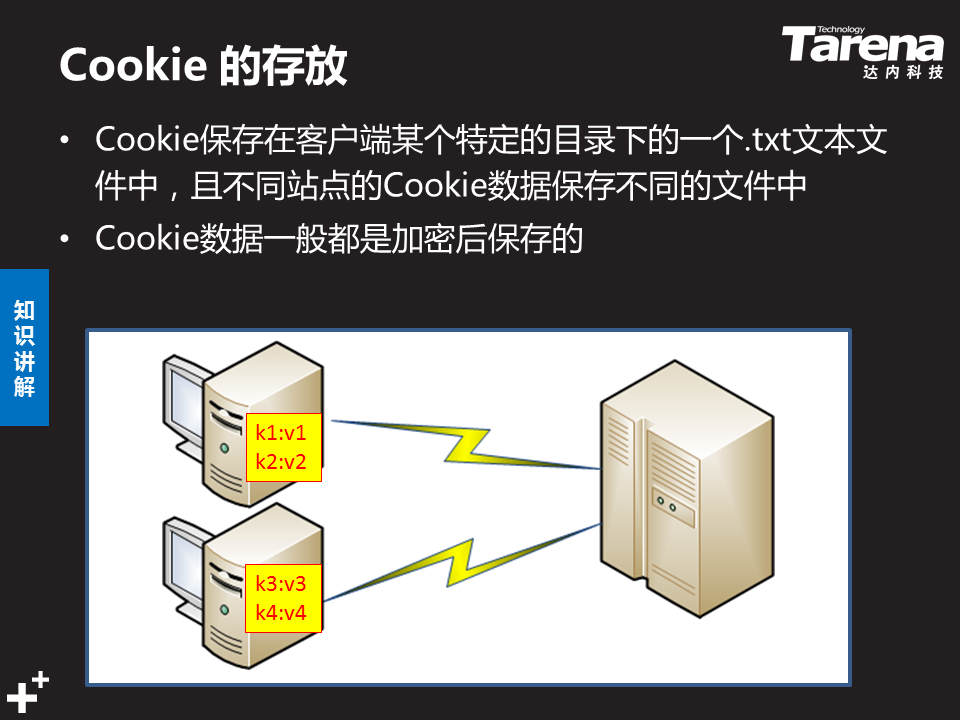 Cookie 的存放
Technology
Tarena
达内科技
• Cookie保存在客户端某个特定的目录下的一个.txt文本文
件中，且不同站点的Cookie数据保存不同的文件中
• Cookie数据一般都是加密后保存的
知
识
讲
解
k1:v1
k2:v2
k3:v3
k4:v4